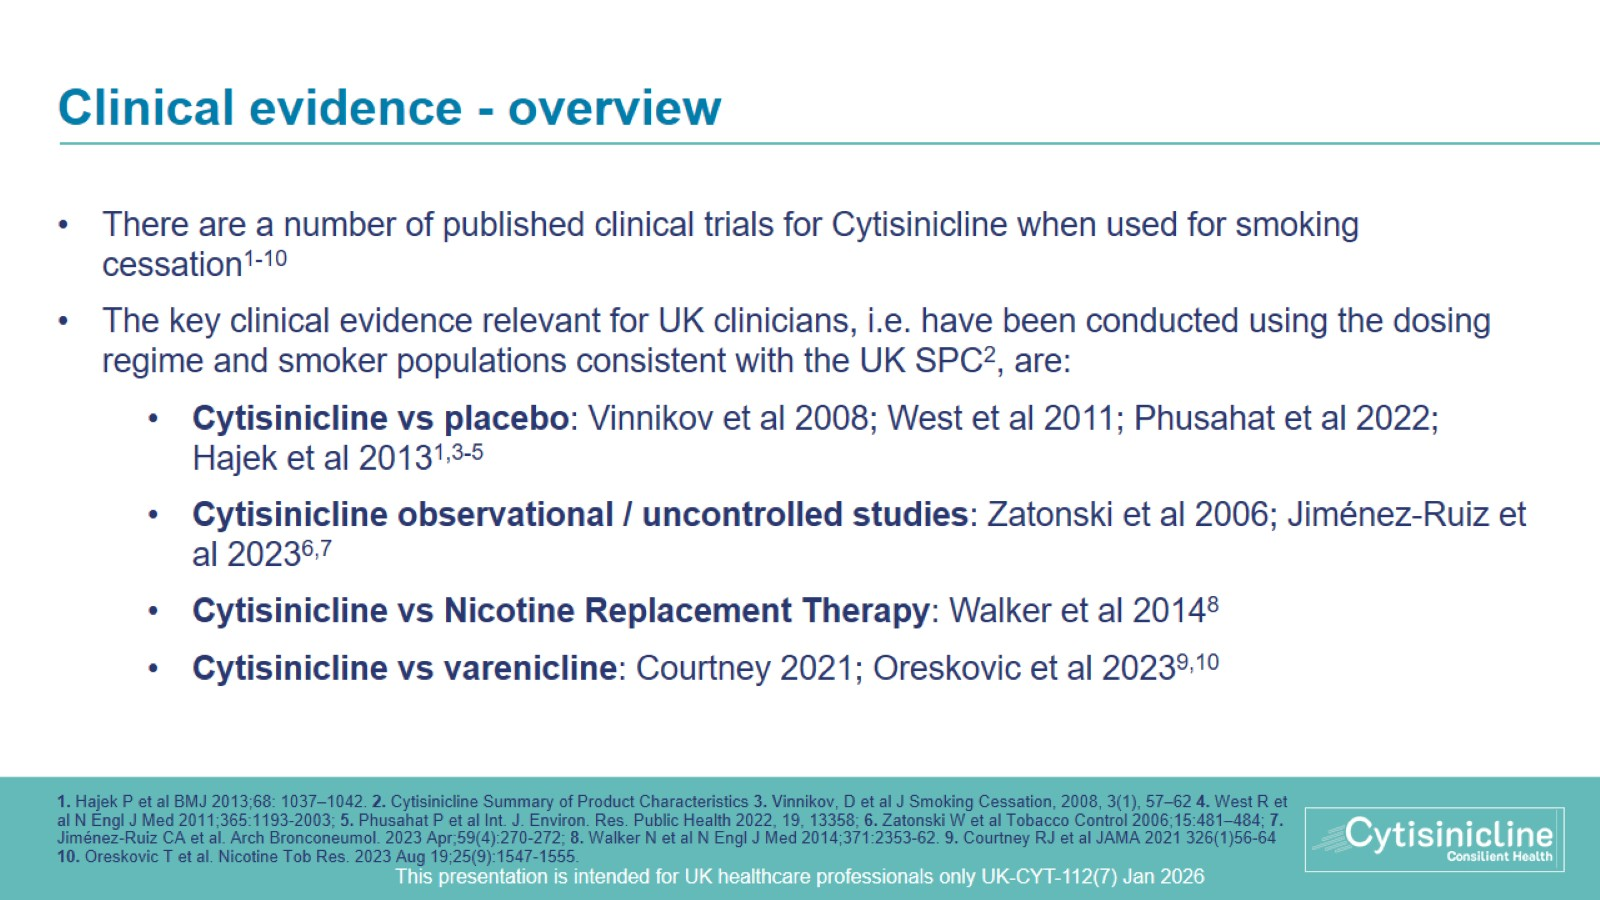 Clinical evidence - overview
• There are a number of published clinical trials for Cytisinicline when used for smoking
cessation1-10
• The key clinical evidence relevant for UK clinicians, i.e. have been conducted using the dosing
regime and smoker populations consistent with the UK SPC2, are:
• Cytisinicline vs placebo: Vinnikov et al 2008; West et al 2011; Phusahat et al 2022;
Hajek et al 20131,3-5
• Cytisinicline observational / uncontrolled studies: Zatonski et al 2006; Jiménez-Ruiz et
al 20236,7
• Cytisinicline vs Nicotine Replacement Therapy: Walker et al 20148
• Cytisinicline vs varenicline: Courtney 2021; Oreskovic et al 20239,10
1. Hajek P et al BMJ 2013;68: 1037–1042. 2. Cytisinicline Summary of Product Characteristics 3. Vinnikov, D et al J Smoking Cessation, 2008, 3(1), 57–62 4. West R et
al N Engl J Med 2011;365:1193-2003; 5. Phusahat P et al Int. J. Environ. Res. Public Health 2022, 19, 13358; 6. Zatonski W et al Tobacco Control 2006;15:481–484; 7.
Jiménez-Ruiz CA et al. Arch Bronconeumol. 2023 Apr;59(4):270-272; 8. Walker N et al N Engl J Med 2014;371:2353-62. 9. Courtney RJ et al JAMA 2021 326(1)56-64
10. Oreskovic T et al. Nicotine Tob Res. 2023 Aug 19;25(9):1547-1555.
Cytisinicline
Consilient Health
This presentation is intended for UK healthcare professionals only UK-CYT-112(7) Jan 2026